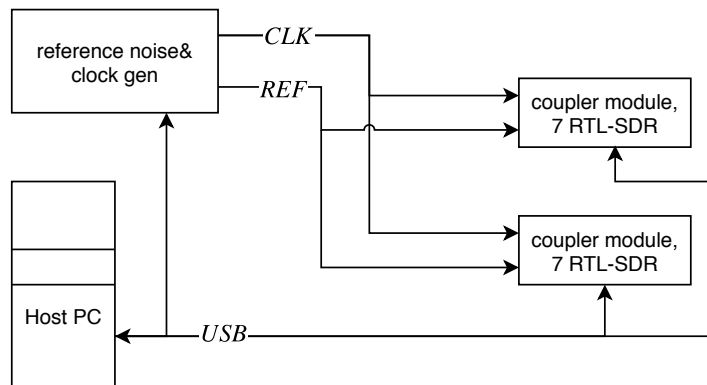 reference noise&
clock gen
CLK
REF
coupler module,
7 RTL-SDR
coupler module,
7 RTL-SDR
Host PC
USB